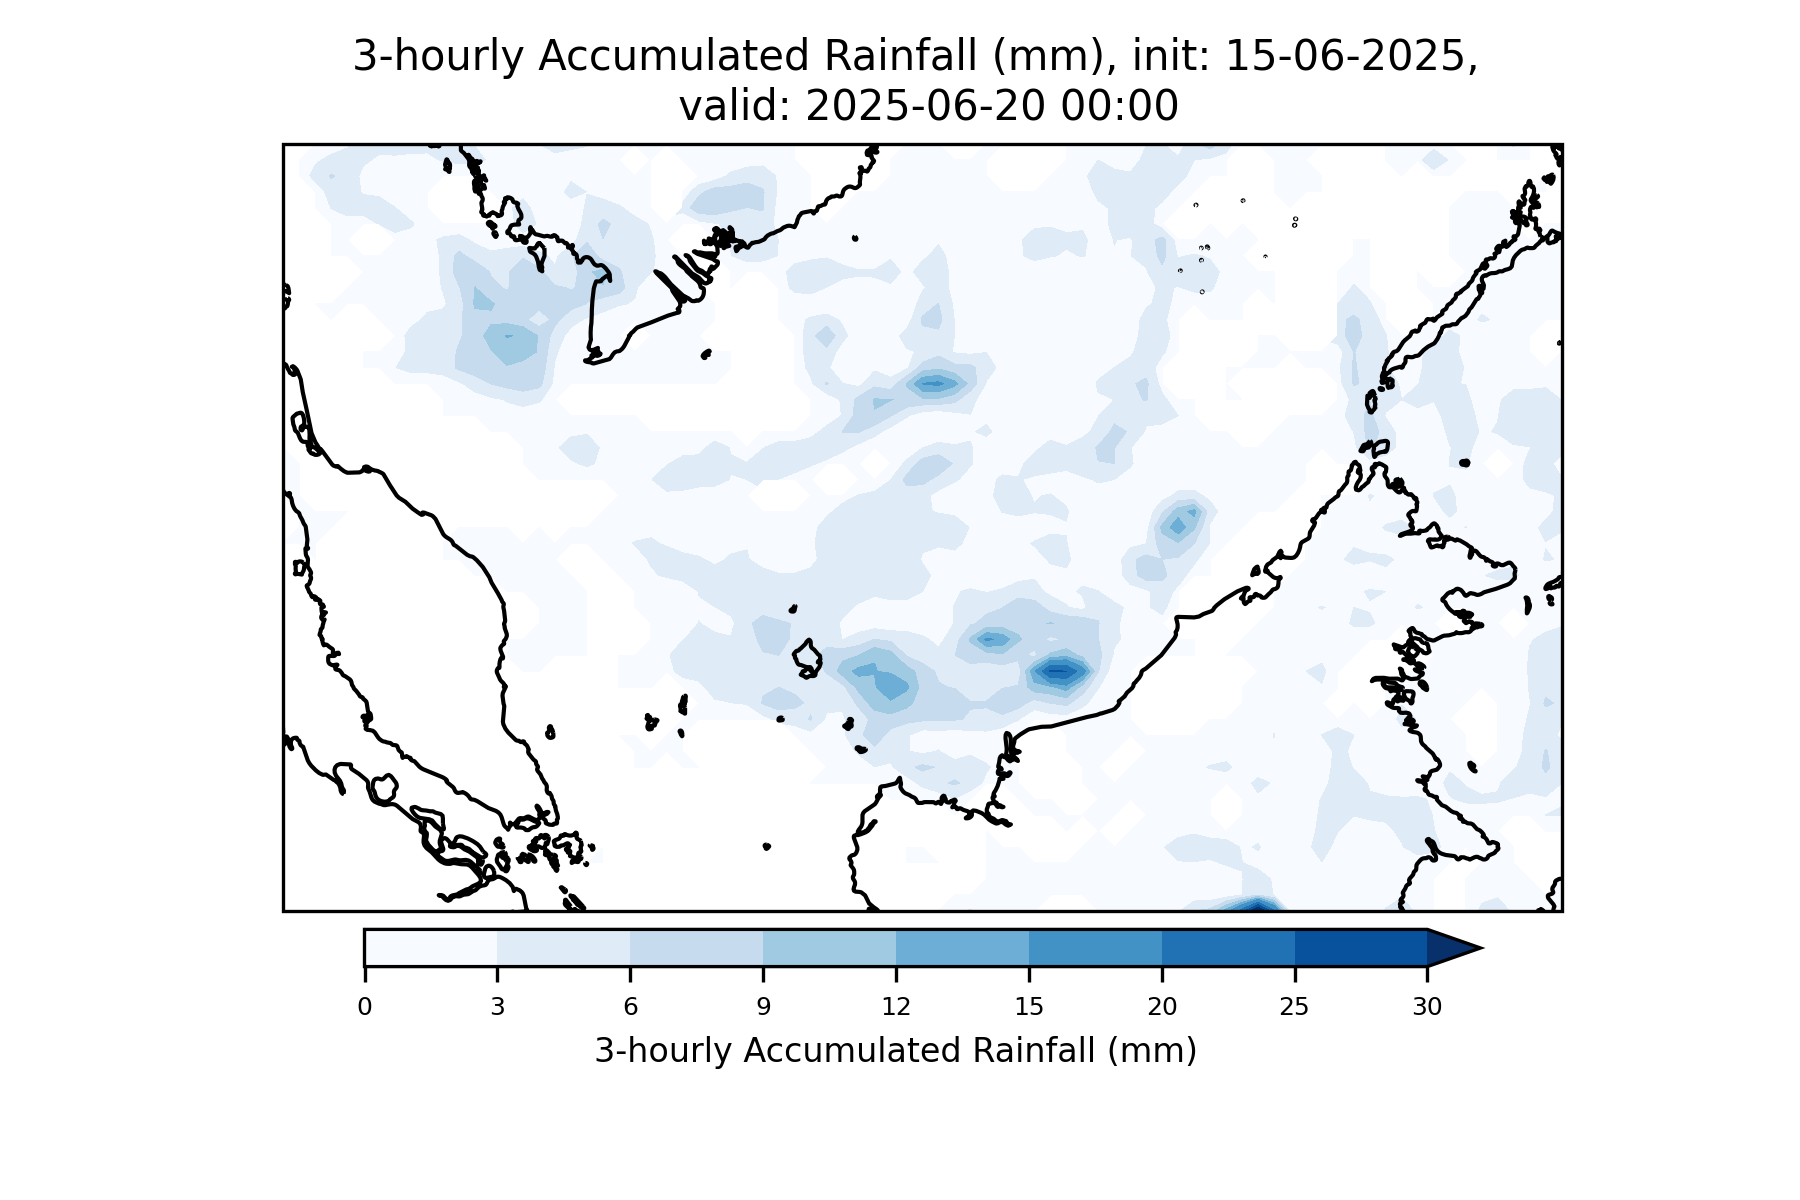 3-hourly Accumulated Rainfall (mm), init: 15-06-2025,
valid: 2025-06-20 00:00
0 3 6 9 12 15 20 25 30
3-hourly Accumulated Rainfall (mm)